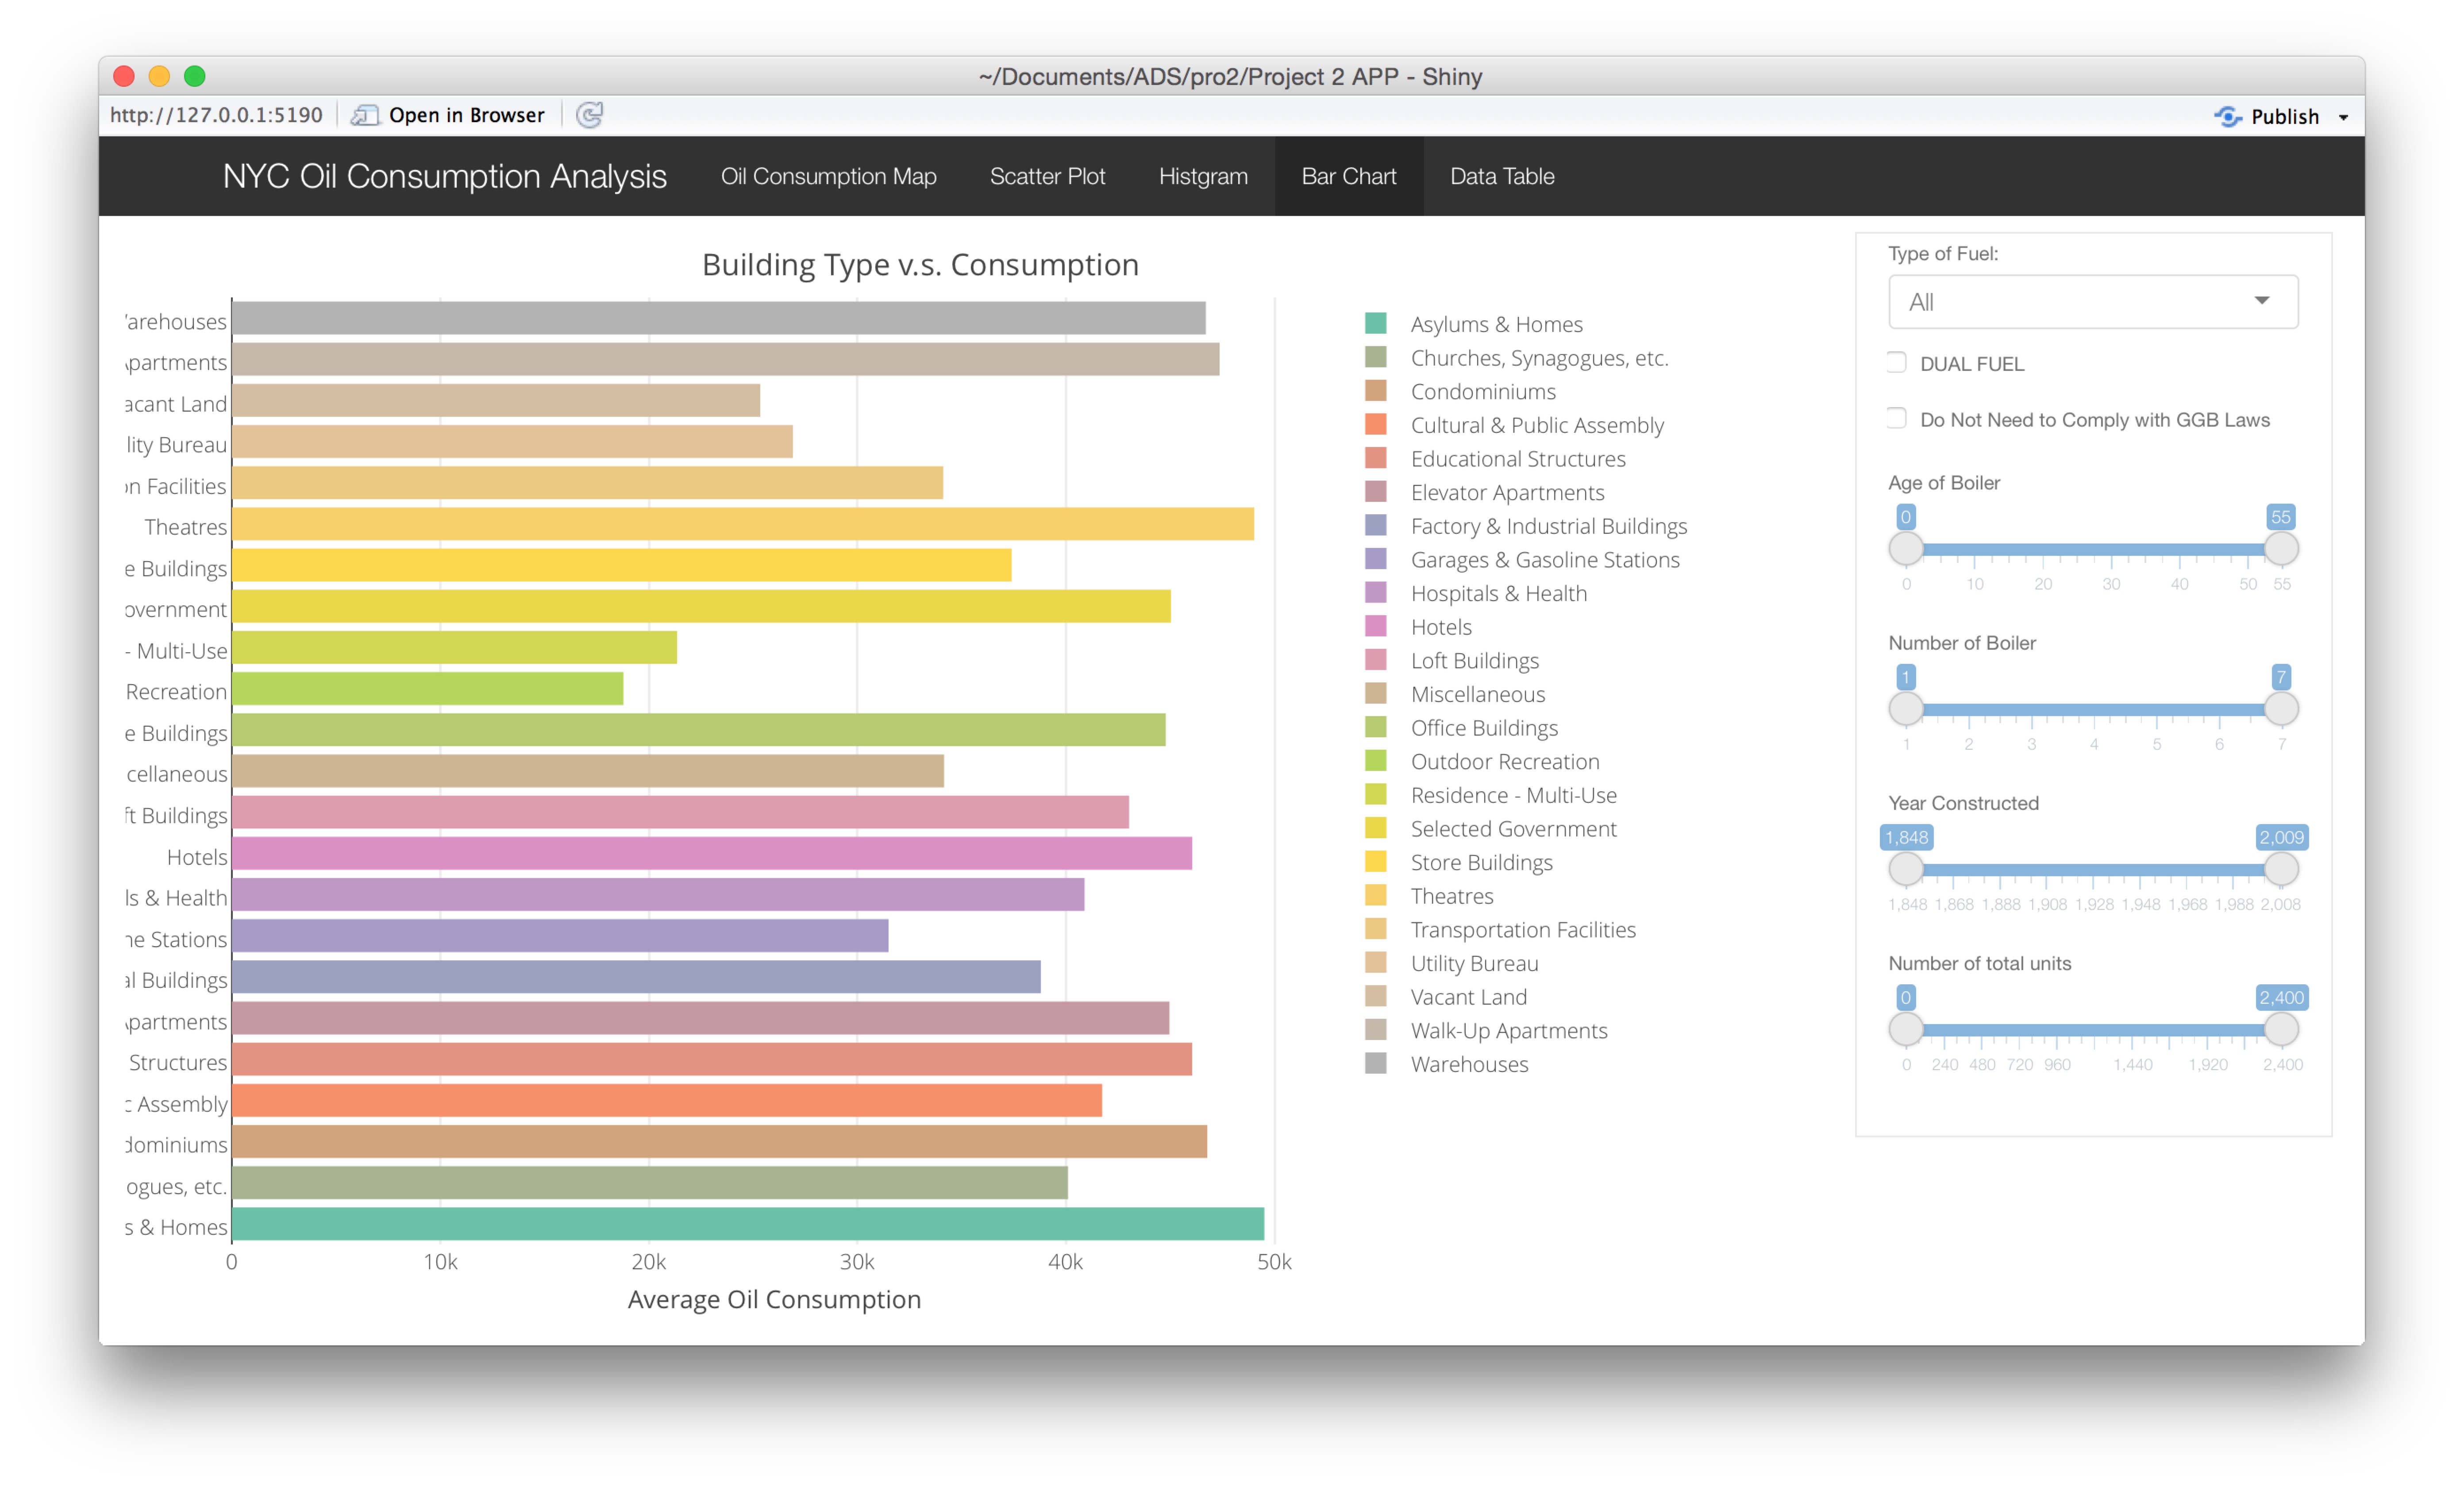 ~/Documents/ADS/pro2/Project 2 APP - Shiny
http://127.0.0.1:5190 Open in Browser Publish
NYC Oil Consumption Analysis Oil Consumption Map Scatter Plot Histgram Bar Chart Data Table
Building Type v.s. Consumption
arehouses
partments
acant Land
lity Bureau
on Facilities
Theatres
e Buildings
overnment
- Multi-Use
Recreation
e Buildings
cellaneous
ft Buildings
Hotels
ls & Health
ne Stations
al Buildings
partments
Structures
c Assembly
dominiums
ogues, etc.
s & Homes
0 10k 20k 30k 40k 50k
Average Oil Consumption
Asylums & Homes
Churches, Synagogues, etc.
Condominiums
Cultural & Public Assembly
Educational Structures
Elevator Apartments
Factory & Industrial Buildings
Garages & Gasoline Stations
Hospitals & Health
Hotels
Loft Buildings
Miscellaneous
Office Buildings
Outdoor Recreation
Residence - Multi-Use
Selected Government
Store Buildings
Theatres
Transportation Facilities
Utility Bureau
Vacant Land
Walk-Up Apartments
Warehouses
Type of Fuel:
All
DUAL FUEL
Do Not Need to Comply with GGB Laws
Age of Boiler
0 55
0 10 20 30 40 50 55
Number of Boiler
1 7
1 2 3 4 5 6 7
Year Constructed
1,848 2,009
1,848 1,868 1,888 1,908 1,928 1,948 1,968 1,988 2,008
Number of total units
0 2,400
0 240 480 720 960 1,440 1,920 2,400